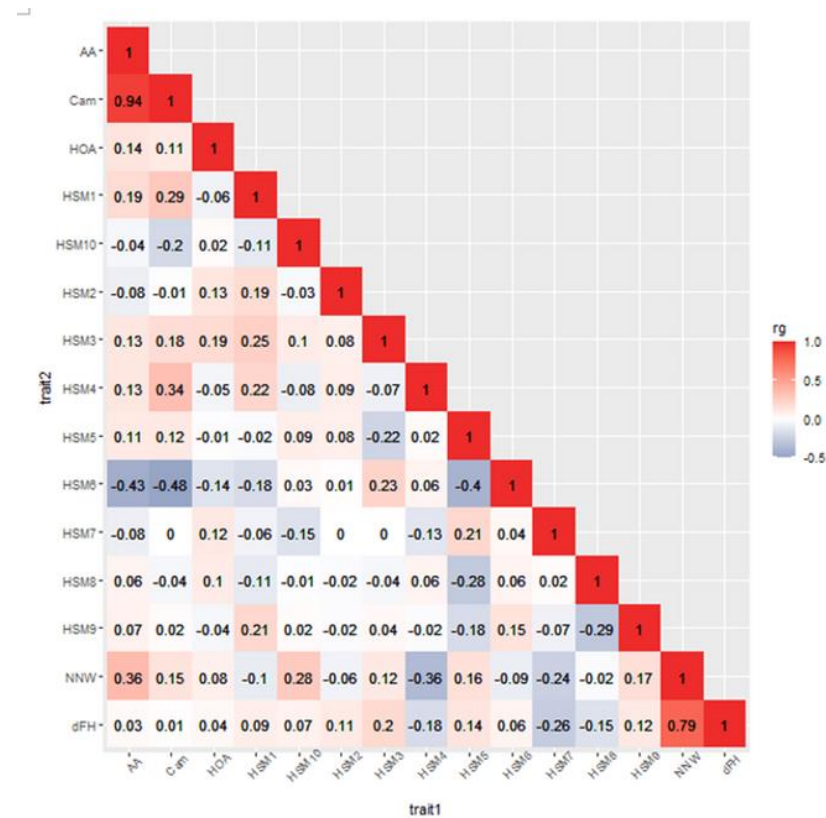 AA 1
Cam 0.94 1
HOA 0.14 0.11 1
HSM1 0.19 0.29 -0.06 1
HSM10 -0.04 -0.2 0.02 -0.11 1
HSM2 -0.08 -0.01 0.13 0.19 -0.03 1
HSM3 0.13 0.18 0.19 0.25 0.1 0.08 1
rg
1.0
HSM4 0.13 0.34 -0.05 0.22 -0.08 0.09 -0.07 1
0.5
trait2
0.0
HSM5 0.11 0.12 -0.01 -0.02 0.09 0.08 -0.22 0.02 1
-0.5
HSM6 -0.43 -0.48 -0.14 -0.18 0.03 0.01 0.23 0.06 -0.4 1
HSM7 -0.08 0 0.12 -0.06 -0.15 0 0 -0.13 0.21 0.04 1
HSM8 0.06 -0.04 0.1 -0.11 -0.01 -0.02 -0.04 0.06 -0.28 0.06 0.02 1
HSM9 0.07 0.02 -0.04 0.21 0.02 -0.02 0.04 -0.02 -0.18 0.15 -0.07 -0.29 1
NNW 0.36 0.15 0.08 -0.1 0.28 -0.06 0.12 -0.36 0.16 -0.09 -0.24 -0.02 0.17 1
dFH 0.03 0.01 0.04 0.09 0.07 0.11 0.2 -0.18 0.14 0.06 -0.26 -0.15 0.12 0.79 1
AA Cam HOA HSM1 HSM10 HSM2 HSM3 HSM4 HSM5 HSM6 HSM7 HSM8 HSM9 NNW dFH
trait1